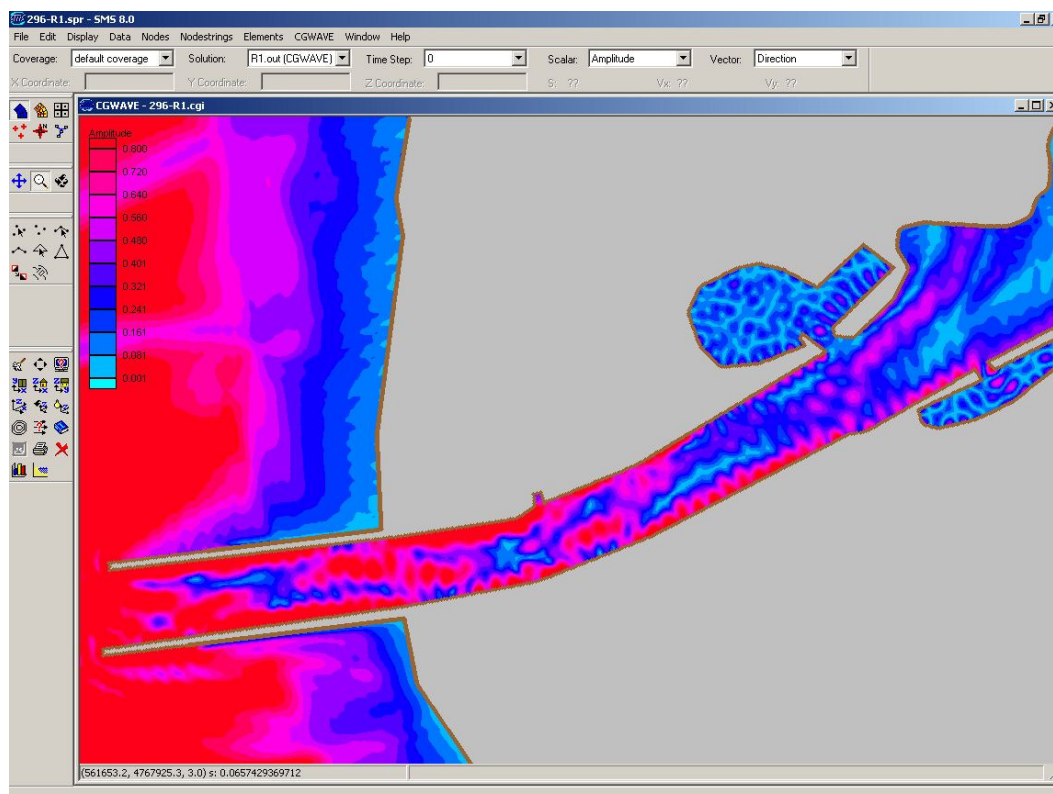 296-R1.spr - SMS 8.0
File Edit Display Data Nodes Nodestrings Elements CGWAVE Window Help
Coverage: default coverage Solution: R1.out (CGWAVE) Time Step: 0 Scalar: Amplitude Vector: Direction
X Coordinate: Y Coordinate: Z Coordinate: S: ?? Vx: ?? Vy: ??
CGWAVE - 296-R1.cgi
Amplitude
0.800
0.720
0.640
0.560
0.480
0.401
0.321
0.241
0.161
0.081
0.001
(561653.2, 4767925.3, 3.0) s: 0.0657429369712